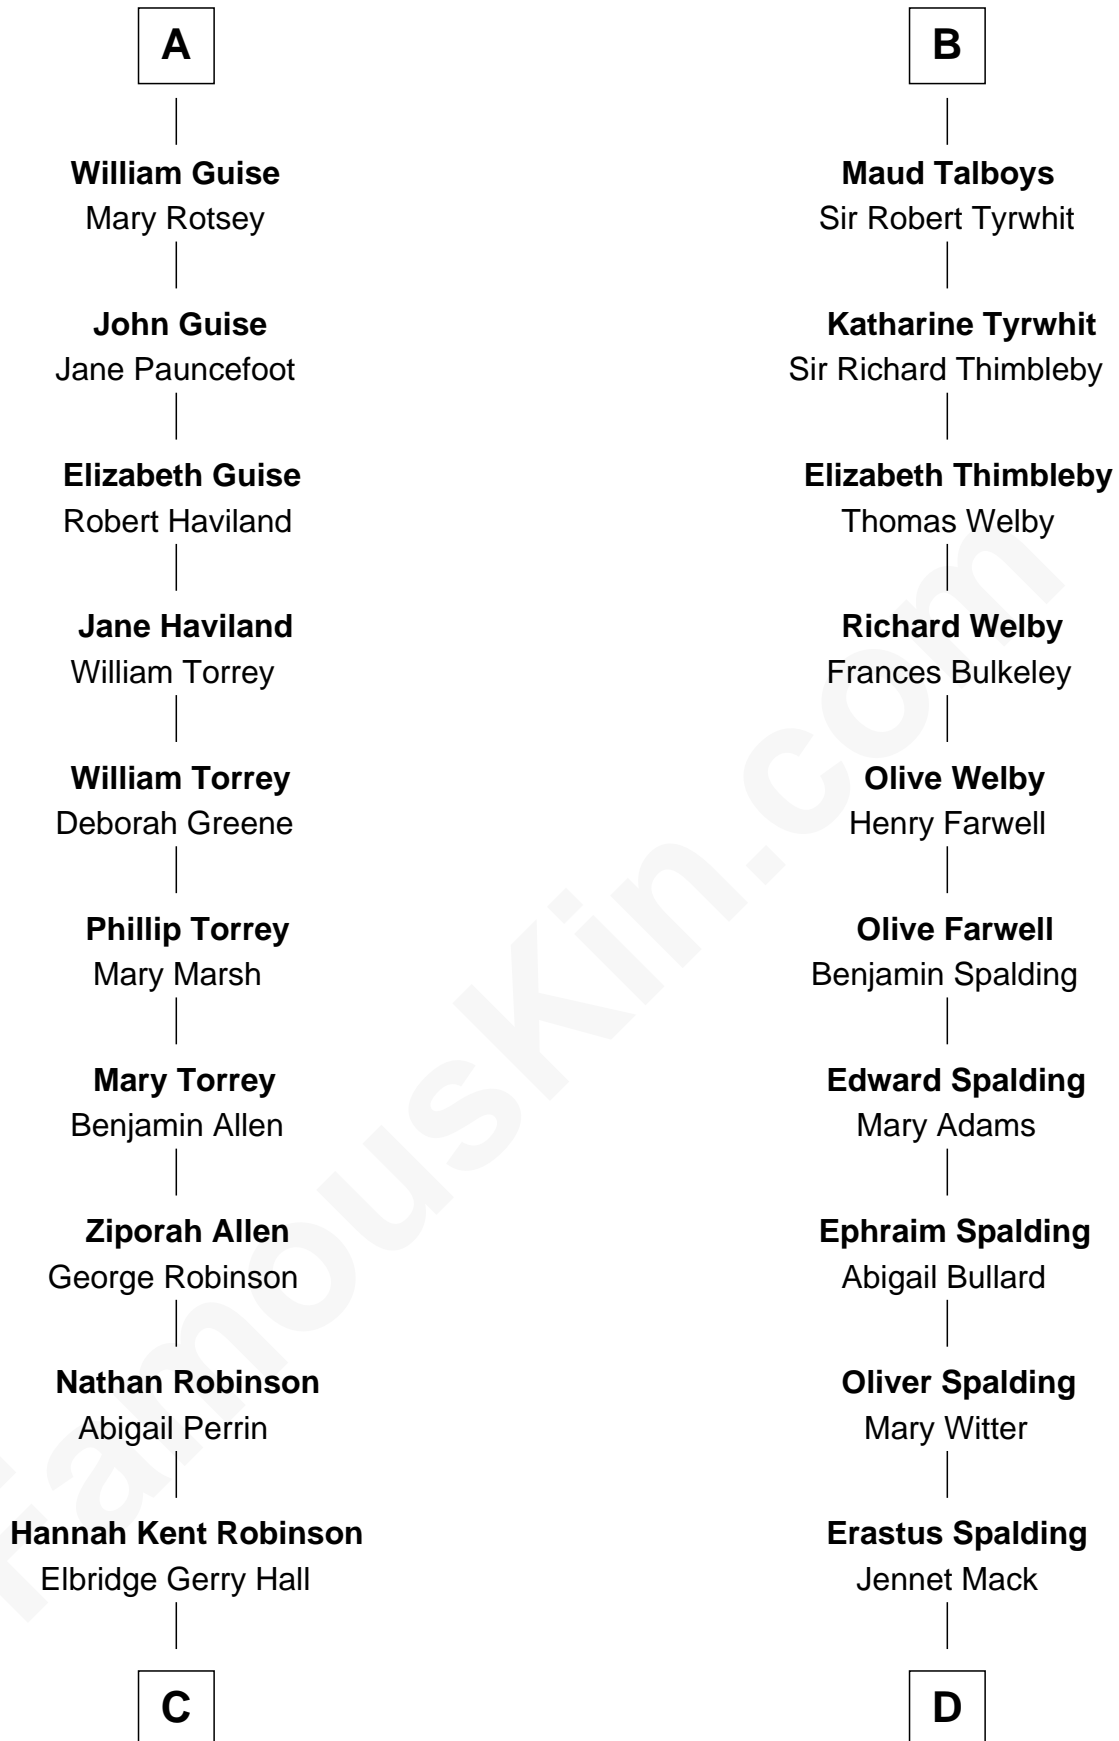 A
William Guise
Mary Rotsey
John Guise
Jane Pauncefoot
Elizabeth Guise
Robert Haviland
Jane Haviland
William Torrey
William Torrey
Deborah Greene
Phillip Torrey
Mary Marsh
Mary Torrey
Benjamin Allen
Ziporah Allen
George Robinson
Nathan Robinson
Abigail Perrin
Hannah Kent Robinson
Elbridge Gerry Hall
C
B
Maud Talboys
Sir Robert Tyrwhit
Katharine Tyrwhit
Sir Richard Thimbleby
Elizabeth Thimbleby
Thomas Welby
Richard Welby
Frances Bulkeley
Olive Welby
Henry Farwell
Olive Farwell
Benjamin Spalding
Edward Spalding
Mary Adams
Ephraim Spalding
Abigail Bullard
Oliver Spalding
Mary Witter
Erastus Spalding
Jennet Mack
D
FamousKin.com